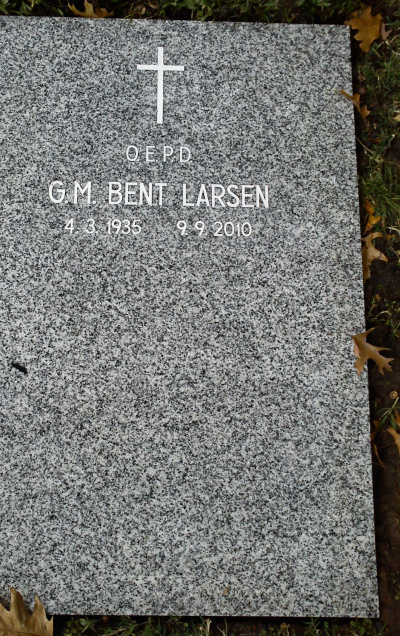 O E P D
G.M. BENT LARSEN
4 3 1935 9 9 2010